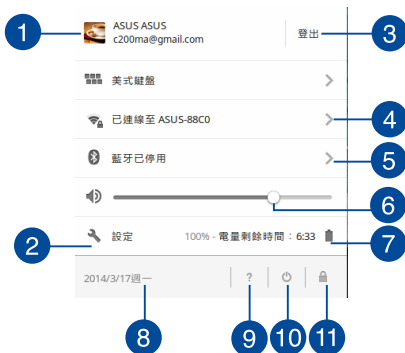 ASUS ASUS
c200ma@gmail.com
登出
1
3
美式鍵盤
已連線至 ASUS-88C0
4
藍牙已停用
5
6
設定
100% - 電量剩餘時間：6:33
2
7
2014/3/17週一
?
8
9
10
11